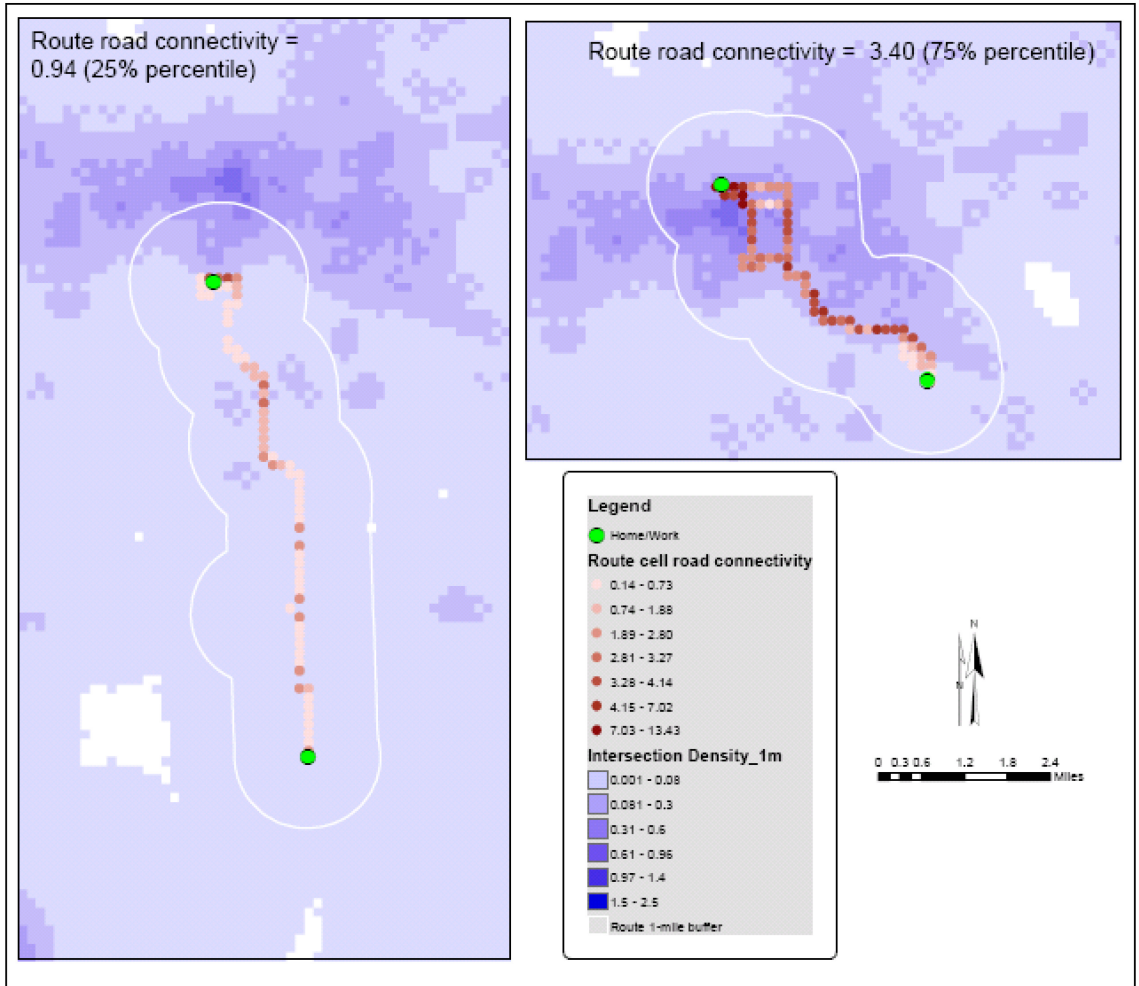 Route road connectivity =
0.94 (25% percentile)
Route road connectivity = 3.40 (75% percentile)
Legend
Home/Work
Route cell road connectivity
0.14 - 0.73
0.74 - 1.88
1.89 - 2.80
2.81 - 3.27
3.28 - 4.14
4.15 - 7.02
7.03 - 13.43
Intersection Density_1m
0.001 - 0.08
0.081 - 0.3
0.31 - 0.6
0.61 - 0.96
0.97 - 1.4
1.5 - 2.5
Route 1-mile buffer
N
N
N
0 0.3 0.6 1.2 1.8 2.4
Miles